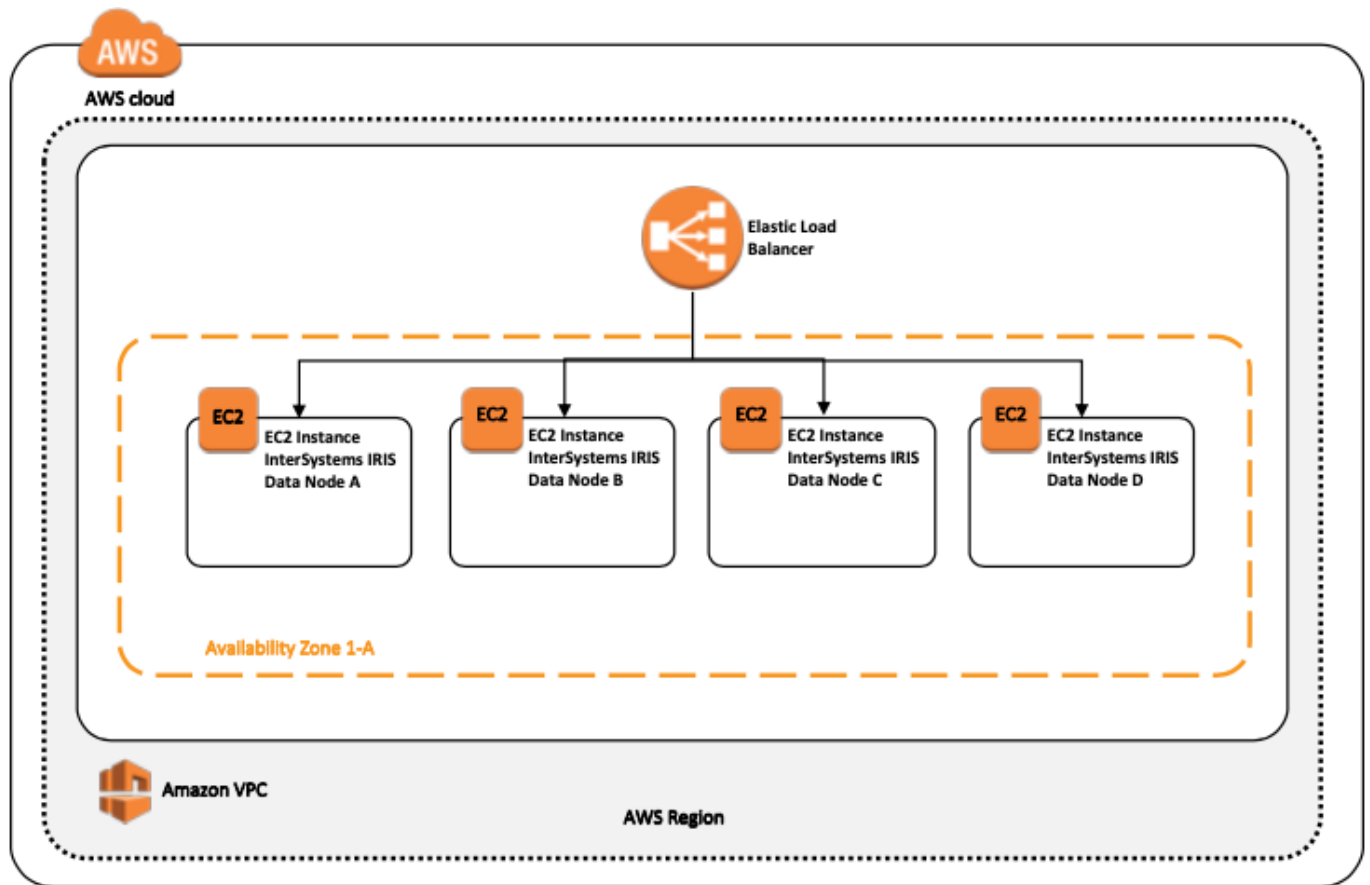 AWS
AWS cloud
Elastic Load
Balancer
EC2
EC2 Instance
InterSystems IRIS
Data Node A
EC2
EC2 Instance
InterSystems IRIS
Data Node B
EC2
EC2 Instance
InterSystems IRIS
Data Node C
EC2
EC2 Instance
InterSystems IRIS
Data Node D
Availability Zone 1-A
Amazon VPC
AWS Region